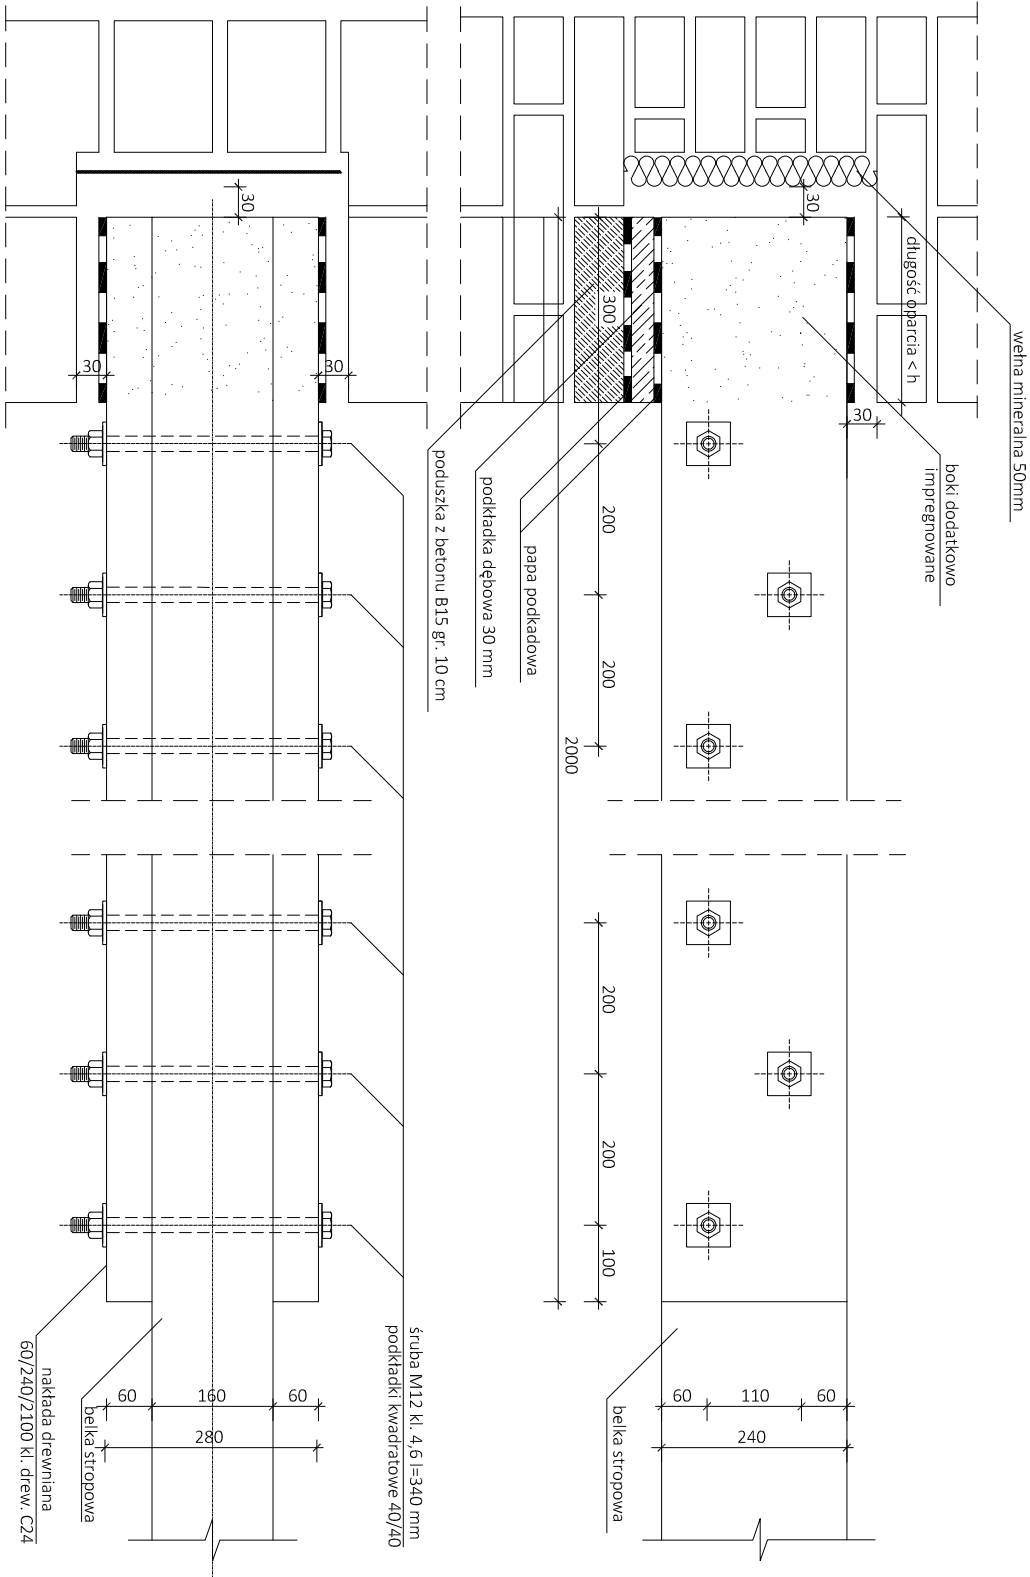 wełna mineralna 50mm
boki dodatkowo
impregnowane
długość oparcia < h
30
30
30
300
200
200
200
200
100
2000
papa podkadowa
podkładka dębowa 30 mm
poduszka z betonu B15 gr. 10 cm
60
110
60
240
belka stropowa
30
30
30
śruba M12 kl. 4,6 l=340 mm
podkładki kwadratowe 40/40
60
160
60
280
belka stropowa
nakłada drewniana
60/240/2100 kl. drew. C24